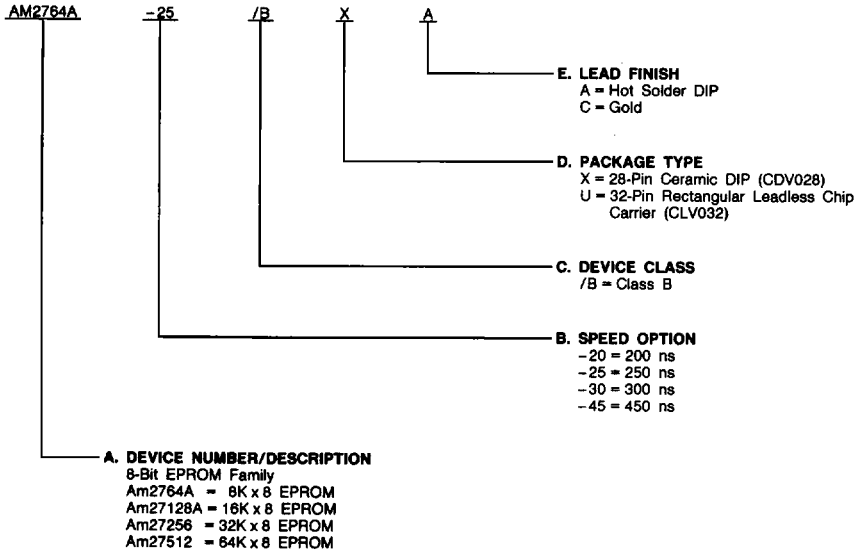 AM2764A -25 /B X A
E. LEAD FINISH
A = Hot Solder DIP
C = Gold
D. PACKAGE TYPE
X = 28-Pin Ceramic DIP (CDV028)
U = 32-Pin Rectangular Leadless Chip
Carrier (CLV032)
C. DEVICE CLASS
/B = Class B
B. SPEED OPTION
-20 = 200 ns
-25 = 250 ns
-30 = 300 ns
-45 = 450 ns
A. DEVICE NUMBER/DESCRIPTION
8-Bit EPROM Family
Am2764A = 8K x 8 EPROM
Am27128A = 16K x 8 EPROM
Am27256 = 32K x 8 EPROM
Am27512 = 64K x 8 EPROM